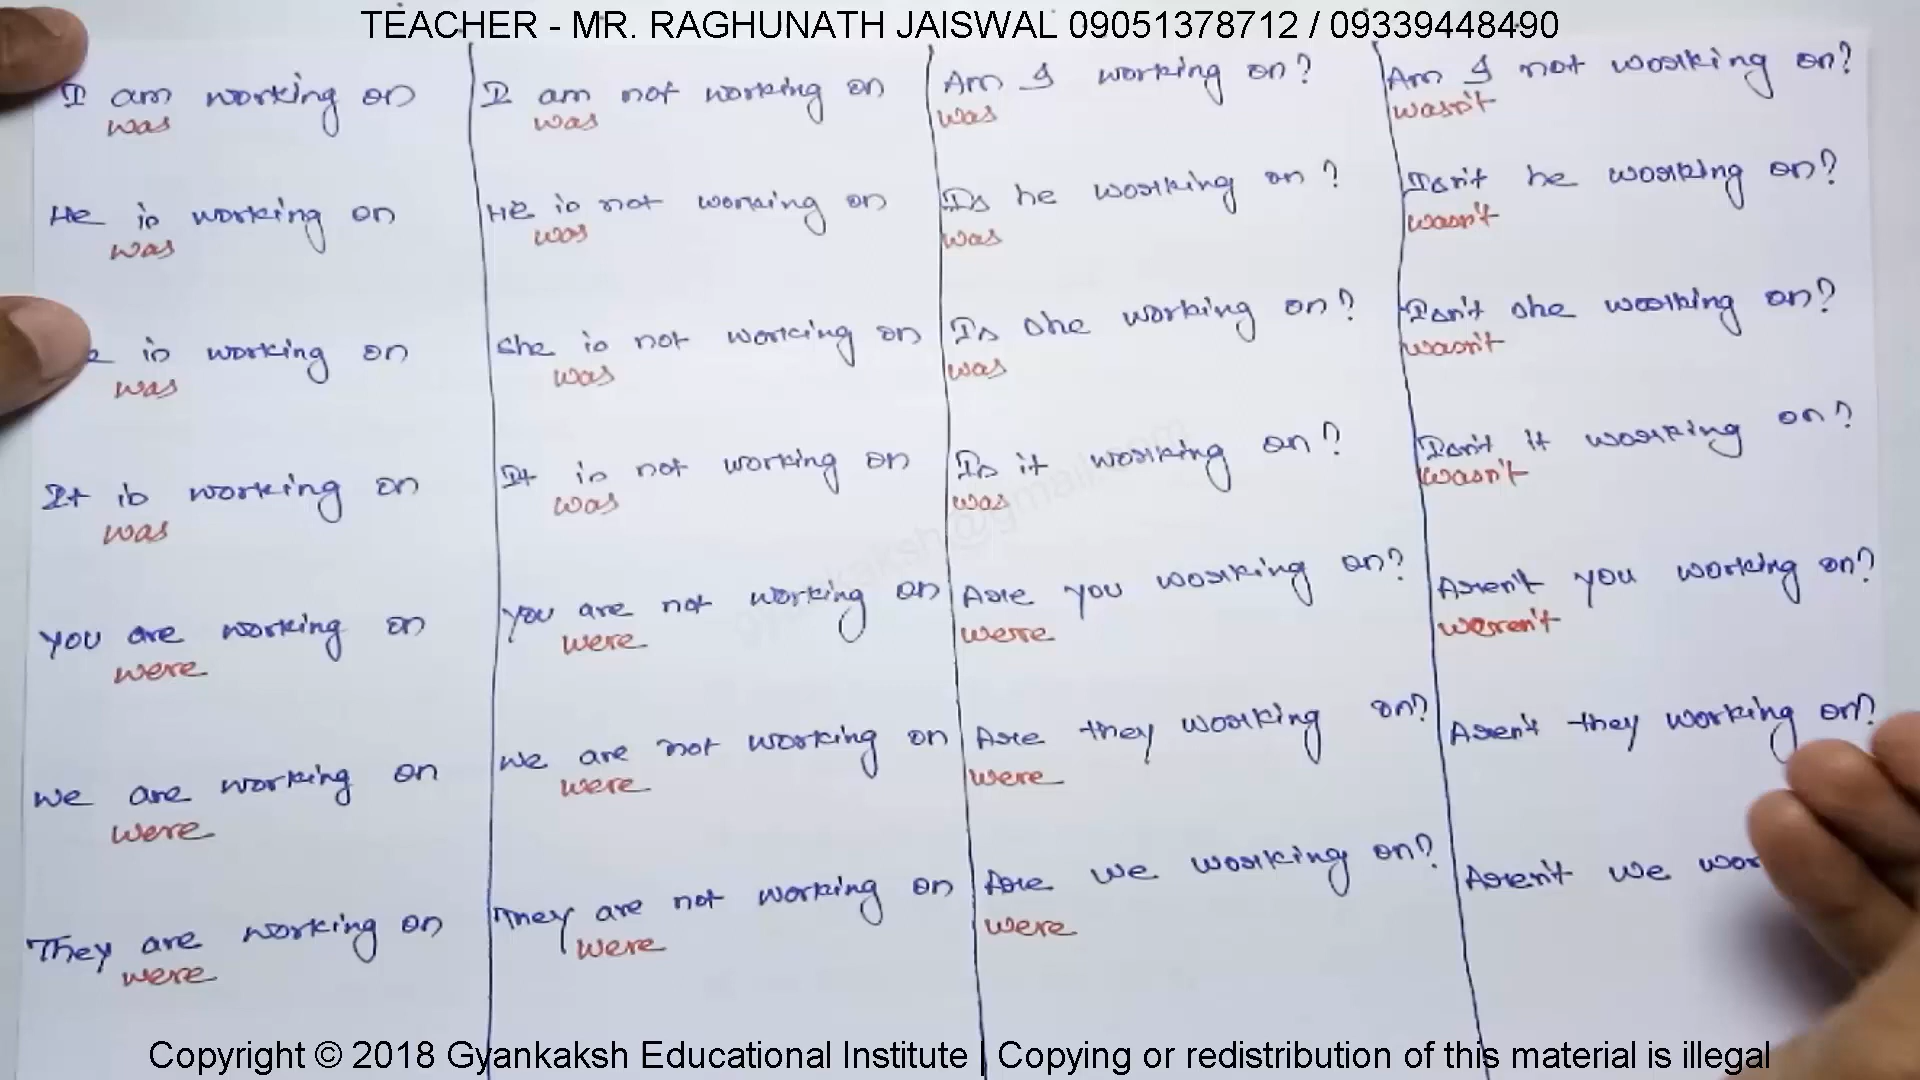 TEACHER - MR. RAGHUNATH JAISWAL 09051378712 / 09339448490
I am working on
was
He is working on
was
is working on
was
It is working on
was
You are working on
were
We are working on
were
They are working on
were
I am not working on
was
He is not working on
was
She is not working on
was
It is not working on
was
You are not working on
were
We are not working on
were
They are not working on
were
Am I working on?
was
Is he working on?
was
Is she working on?
was
Is it working on?
was
Are you working on?
were
Are they working on?
were
Are we working on?
were
Am I not working on?
wasn't
Isn't he working on?
wasn't
Isn't she working on?
wasn't
Isn't it working on?
wasn't
Aren't you working on?
weren't
Aren't they working on?
Aren't we
Copyright © 2018 Gyankaksh Educational Institute | Copying or redistribution of this material is illegal